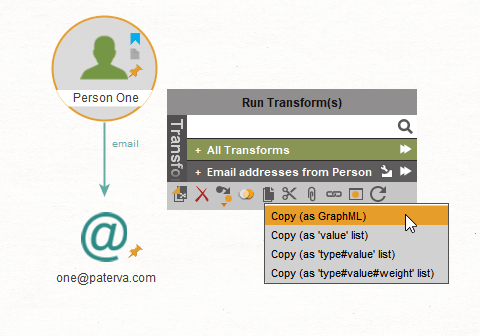 Person One
email
one@paterva.com
Run Transform(s)
Transfo
+ All Transforms
+ Email addresses from Person
Copy (as GraphML)
Copy (as 'value' list)
Copy (as 'type#value' list)
Copy (as 'type#value#weight' list)